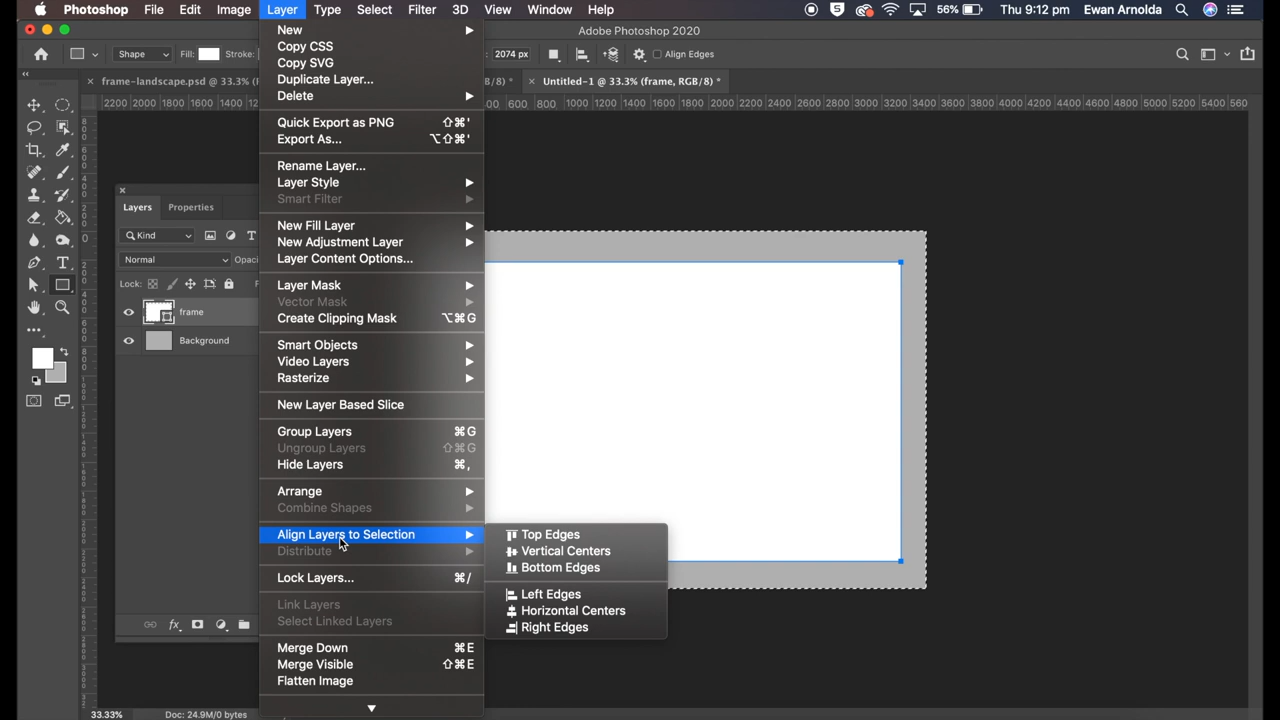 Photoshop File Edit Image Layer Type Select Filter 3D View Window Help 56% Thu 9:12 pm Ewan Arnolda
Adobe Photoshop 2020
Shape Fill: Stroke: 2074 px Align Edges
frame-landscape.psd @ 33.3% ( B/8) * Untitled-1 @ 33.3% (frame, RGB/8) *
2200 2000 1800 1600 1400 600 800 1000 1200 1400 1600 1800 2000 2200 2400 2600 2800 3000 3200 3400 3600 3800 4000 4200 4400 4600 4800 5000 5200 5400 560
New
Copy CSS
Copy SVG
Duplicate Layer...
Delete
Quick Export as PNG ⇧⌘'
Export As... ⌥⇧⌘'
Rename Layer...
Layer Style
Smart Filter
New Fill Layer
New Adjustment Layer
Layer Content Options...
Layer Mask
Vector Mask
Create Clipping Mask ⌥⌘G
Smart Objects
Video Layers
Rasterize
New Layer Based Slice
Group Layers ⌘G
Ungroup Layers ⇧⌘G
Hide Layers ⌘,
Arrange
Combine Shapes
Align Layers to Selection
Distribute
Lock Layers... ⌘/
Link Layers
Select Linked Layers
Merge Down ⌘E
Merge Visible ⇧⌘E
Flatten Image
Top Edges
Vertical Centers
Bottom Edges
Left Edges
Horizontal Centers
Right Edges
Layers Properties
Kind
Normal Opaci
Lock: F
frame
Background
fx
33.33% Doc: 24.9M/0 bytes